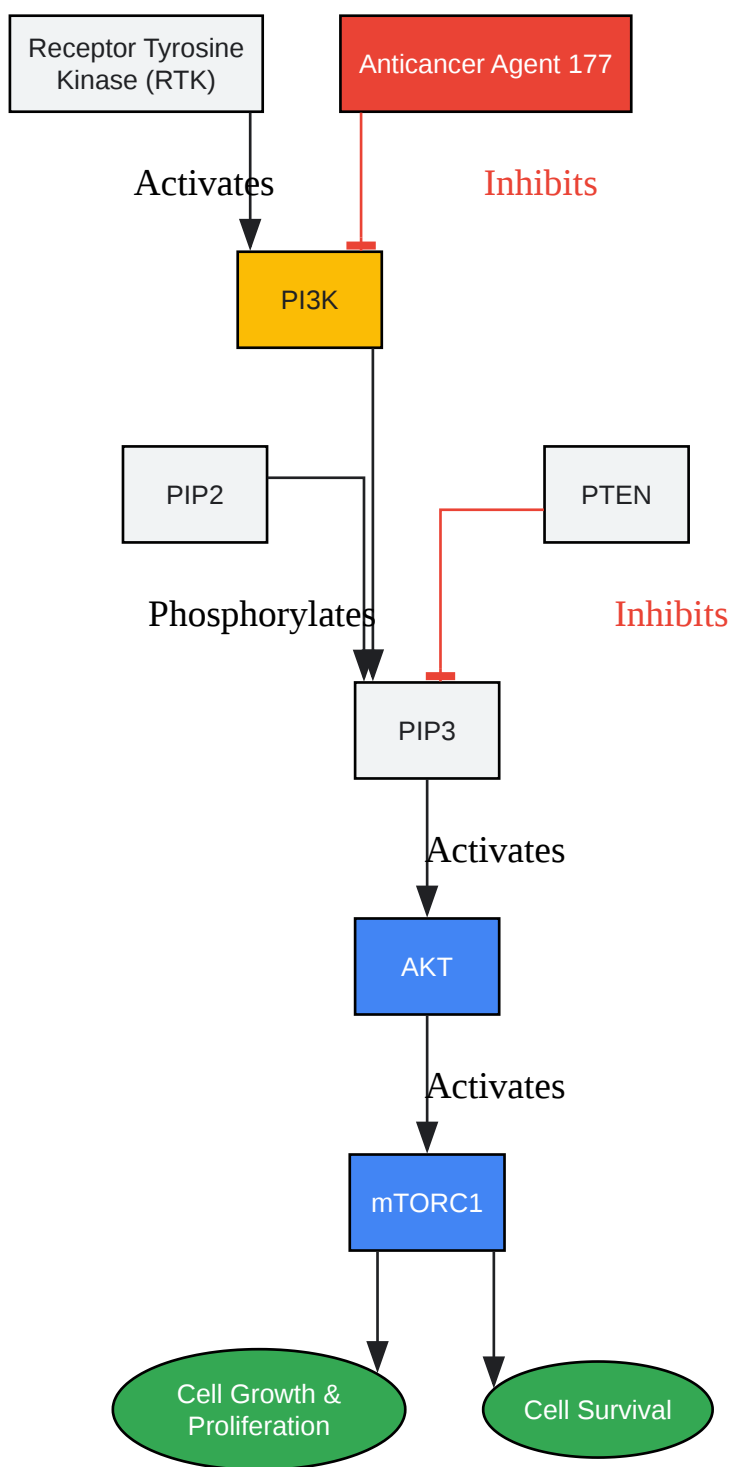 Receptor Tyrosine
Kinase (RTK)
Anticancer Agent 177
Activates
Inhibits
PI3K
PIP2
PTEN
Phosphorylates
Inhibits
PIP3
Activates
AKT
Activates
mTORC1
Cell Growth &
Proliferation
Cell Survival